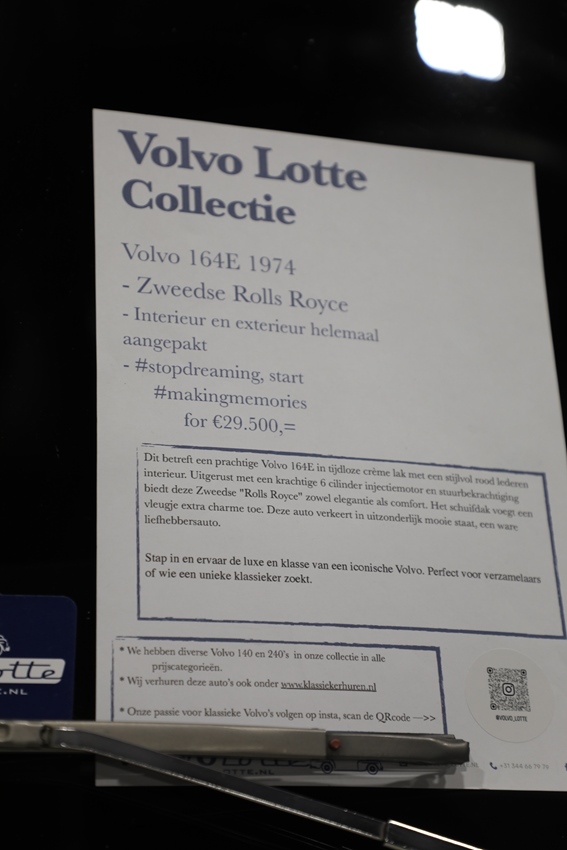 Volvo Lotte
Collectie
Volvo 164E 1974
- Zweedse Rolls Royce
- Interieur en exterieur helemaal
aangepakt
- #stopdreaming, start
#makingmemories
for €29.500,=
Dit betreft een prachtige Volvo 164E in tijdloze crème lak met een stijlvol rood lederen
interieur. Uitgerust met een krachtige 6 cilinder injectiemotor en stuurbekrachtiging
biedt deze Zweedse "Rolls Royce" zowel elegantie als comfort. Het schuifdak voegt een
vleugje extra charme toe. Deze auto verkeert in uitzonderlijk mooie staat, een ware
liefhebbersauto.
Stap in en ervaar de luxe en klasse van een iconische Volvo. Perfect voor verzamelaars
of wie een unieke klassieker zoekt.
* We hebben diverse Volvo 140 en 240's in onze collectie in alle
prijscategorieën.
* Wij verhuren deze auto's ook onder www.klassiekerhuren.nl
* Onze passie voor klassieke Volvo's volgen op insta, scan de QRcode --->>
@VOLVO_LOTTE
otte
E.NL
OTTE.NL